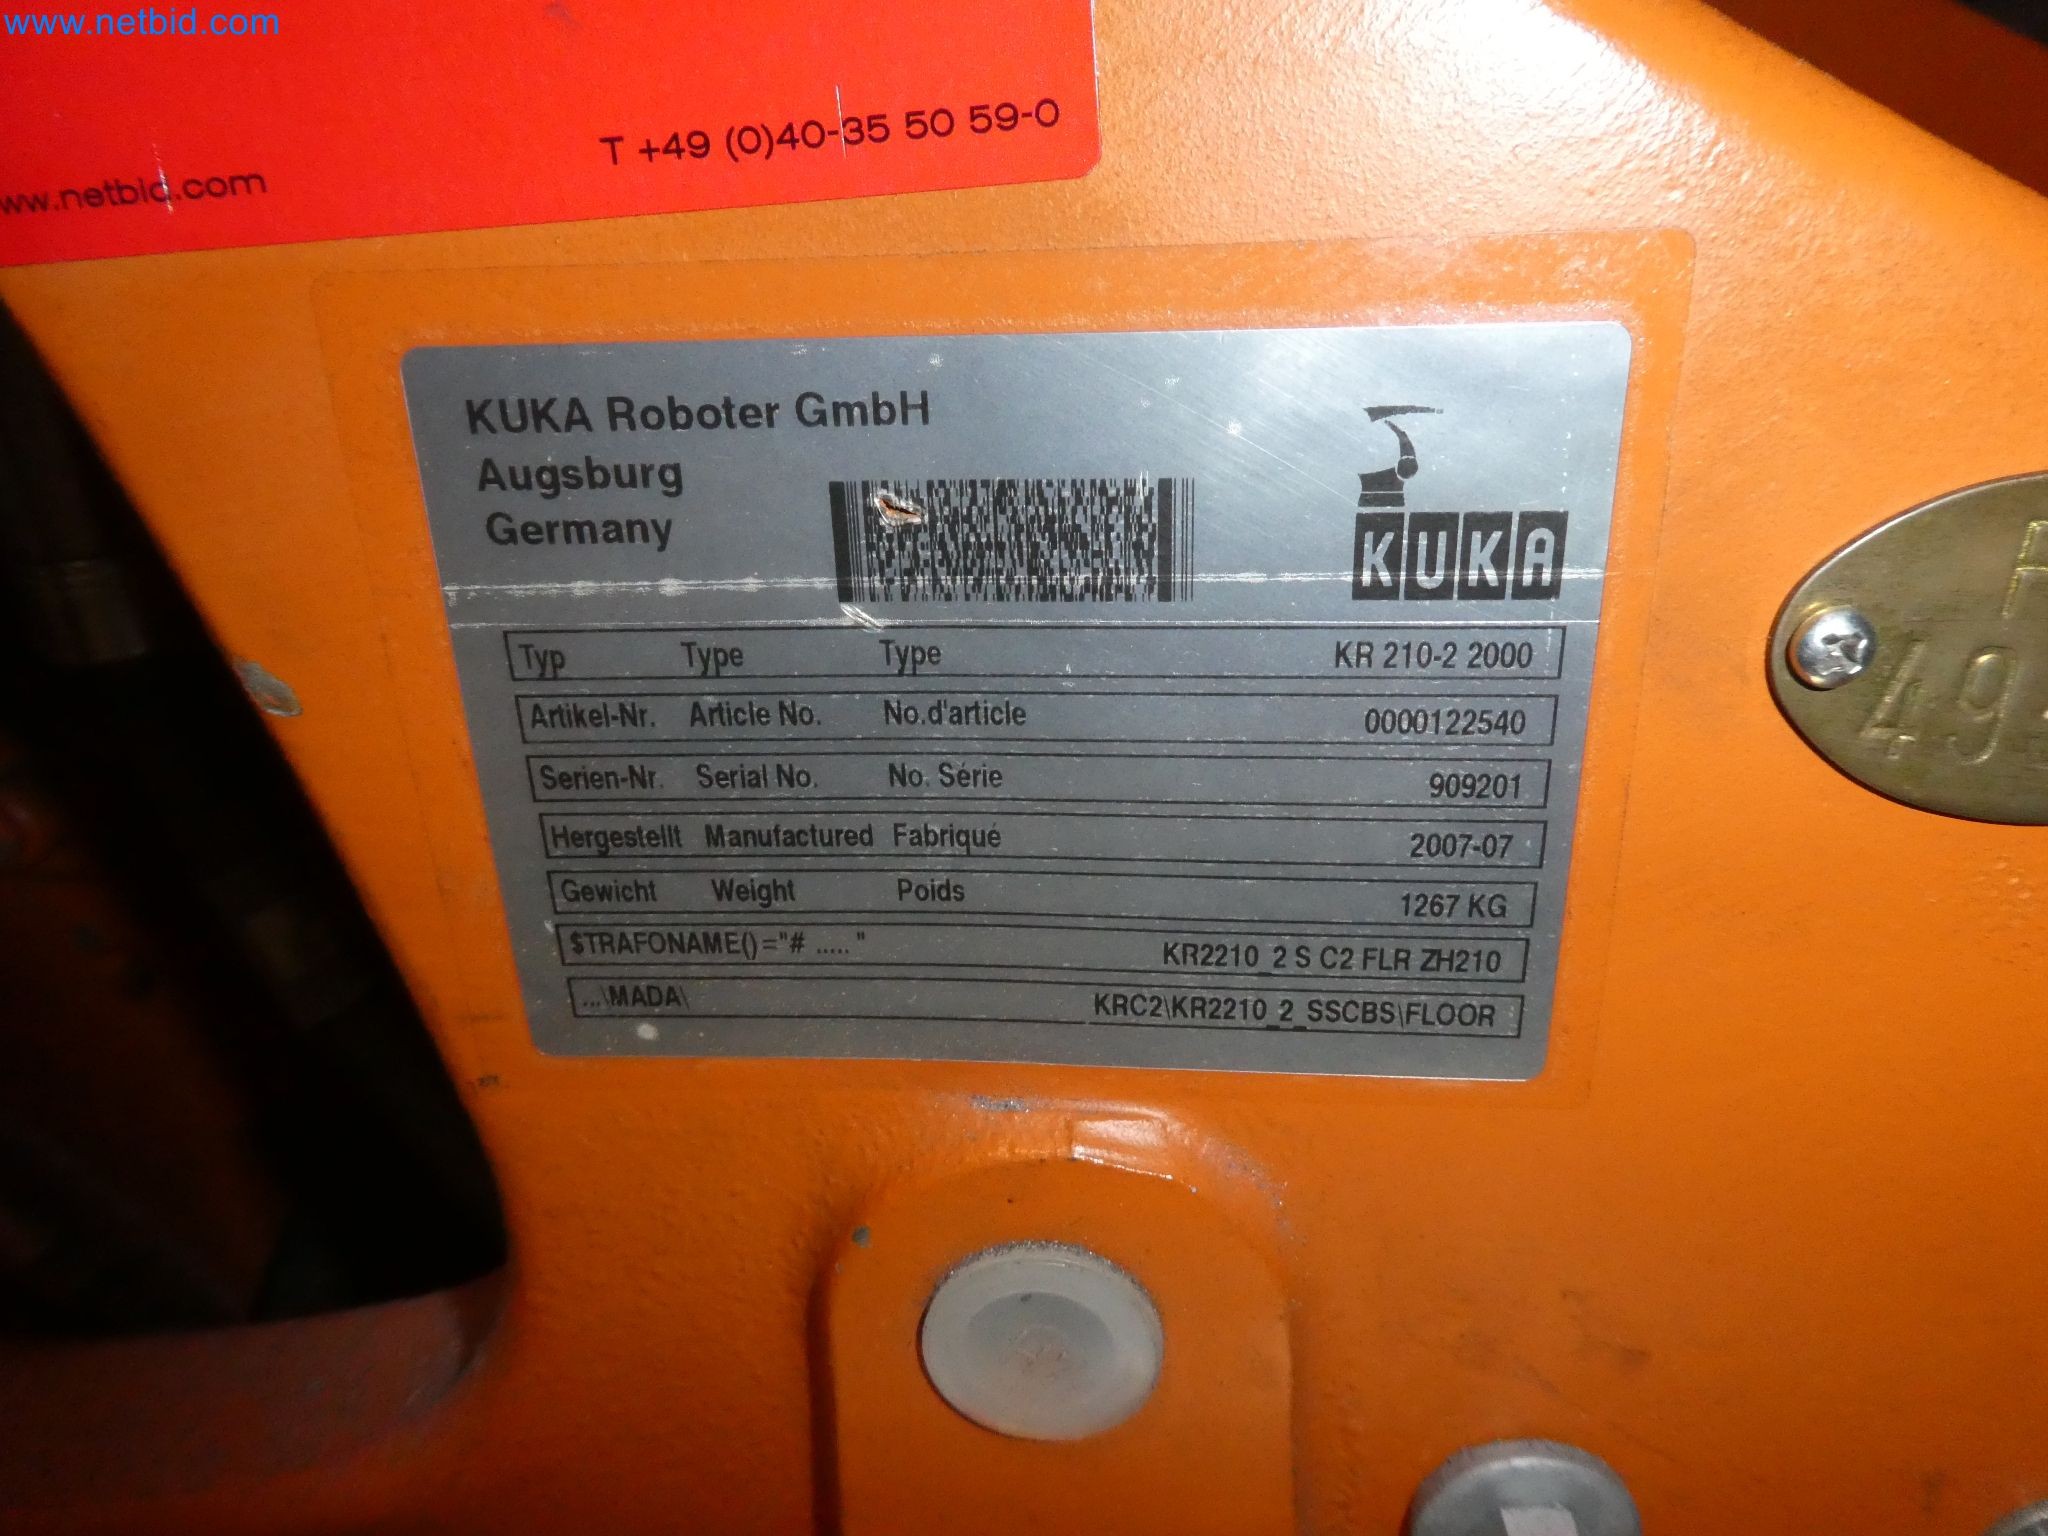 www.netbid.com
T +49 (0)40-35 50 59-0
ww.netbid.com
KUKA Roboter GmbH
Augsburg
Germany
KUKA
Typ Type Type KR 210-2 2000
Artikel-Nr. Article No. No.d'article 0000122540
Serien-Nr. Serial No. No. Série 909201
Hergestellt Manufactured Fabriqué 2007-07
Gewicht Weight Poids 1267 KG
$TRAFONAME()="# ..... " KR2210_2 S C2 FLR ZH210
...\MADA\ KRC2\KR2210_2_SSCBS\FLOOR
49